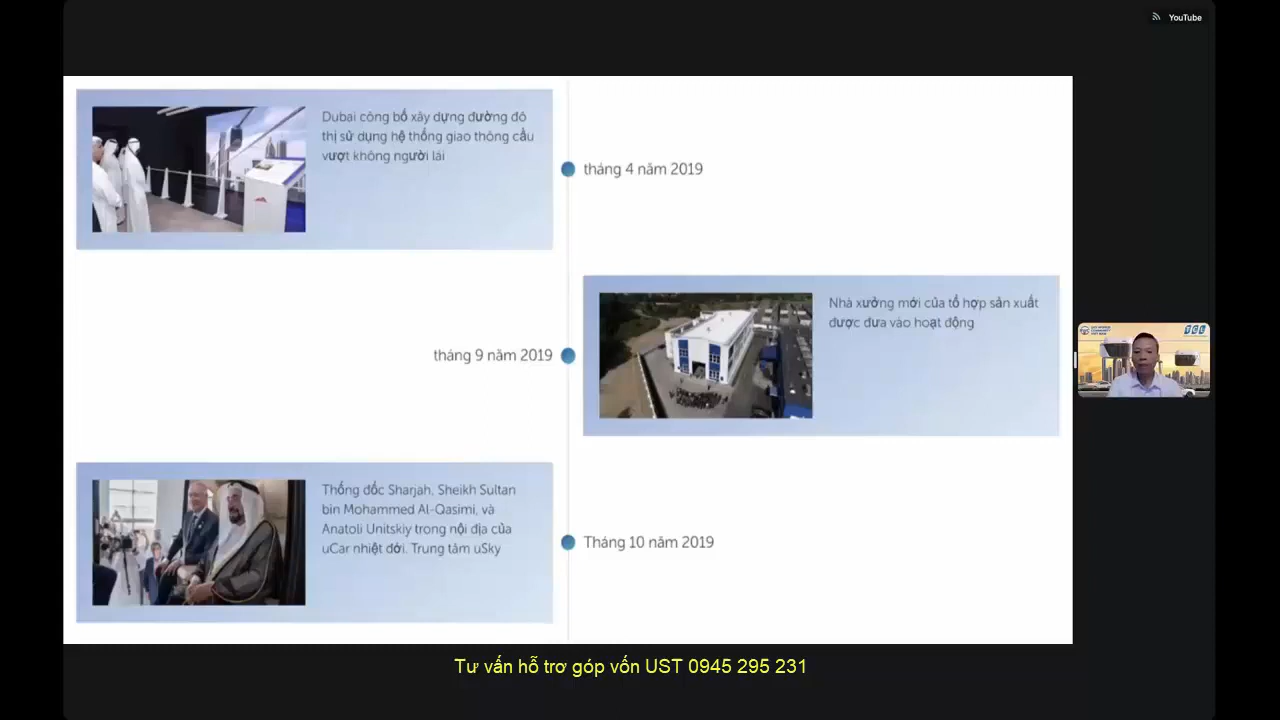 YouTube
Dubai công bố xây dựng đường đô
thị sử dụng hệ thống giao thông cầu
vượt không người lái
tháng 4 năm 2019
Nhà xưởng mới của tổ hợp sản xuất
được đưa vào hoạt động
tháng 9 năm 2019
Thống đốc Sharjah, Sheikh Sultan
bin Mohammed Al-Qasimi, và
Anatoli Unitskiy trong nội địa của
uCar nhiệt đới. Trung tâm uSky
Tháng 10 năm 2019
Tư vấn hỗ trơ góp vốn UST 0945 295 231